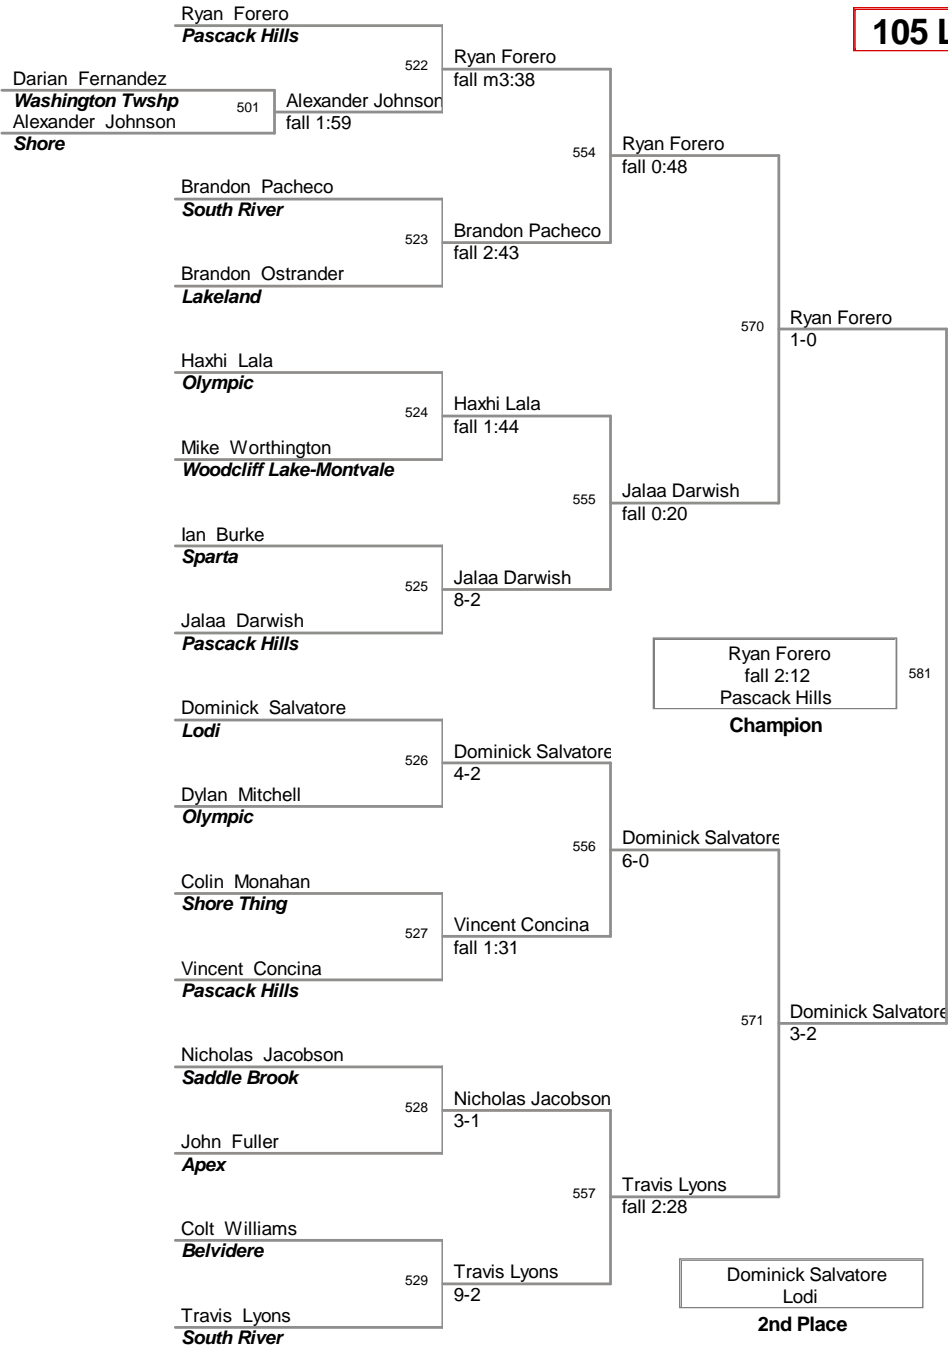 Ryan Forero
Pascack Hills
105 L
522
Ryan Forero
fall m3:38
Darian Fernandez
Washington Twshp
501
Alexander Johnson
Alexander Johnson
fall 1:59
Shore
554
Ryan Forero
fall 0:48
Brandon Pacheco
South River
523
Brandon Pacheco
fall 2:43
Brandon Ostrander
Lakeland
570
Ryan Forero
1-0
Haxhi Lala
Olympic
524
Haxhi Lala
fall 1:44
Mike Worthington
Woodcliff Lake-Montvale
555
Jalaa Darwish
fall 0:20
Ian Burke
Sparta
525
Jalaa Darwish
8-2
Jalaa Darwish
Pascack Hills
Ryan Forero
fall 2:12
Pascack Hills
581
Champion
Dominick Salvatore
Lodi
526
Dominick Salvatore
4-2
Dylan Mitchell
Olympic
556
Dominick Salvatore
6-0
Colin Monahan
Shore Thing
527
Vincent Concina
fall 1:31
Vincent Concina
Pascack Hills
571
Dominick Salvatore
3-2
Nicholas Jacobson
Saddle Brook
528
Nicholas Jacobson
3-1
John Fuller
Apex
557
Travis Lyons
fall 2:28
Colt Williams
Belvidere
529
Travis Lyons
9-2
Travis Lyons
South River
Dominick Salvatore
Lodi
2nd Place